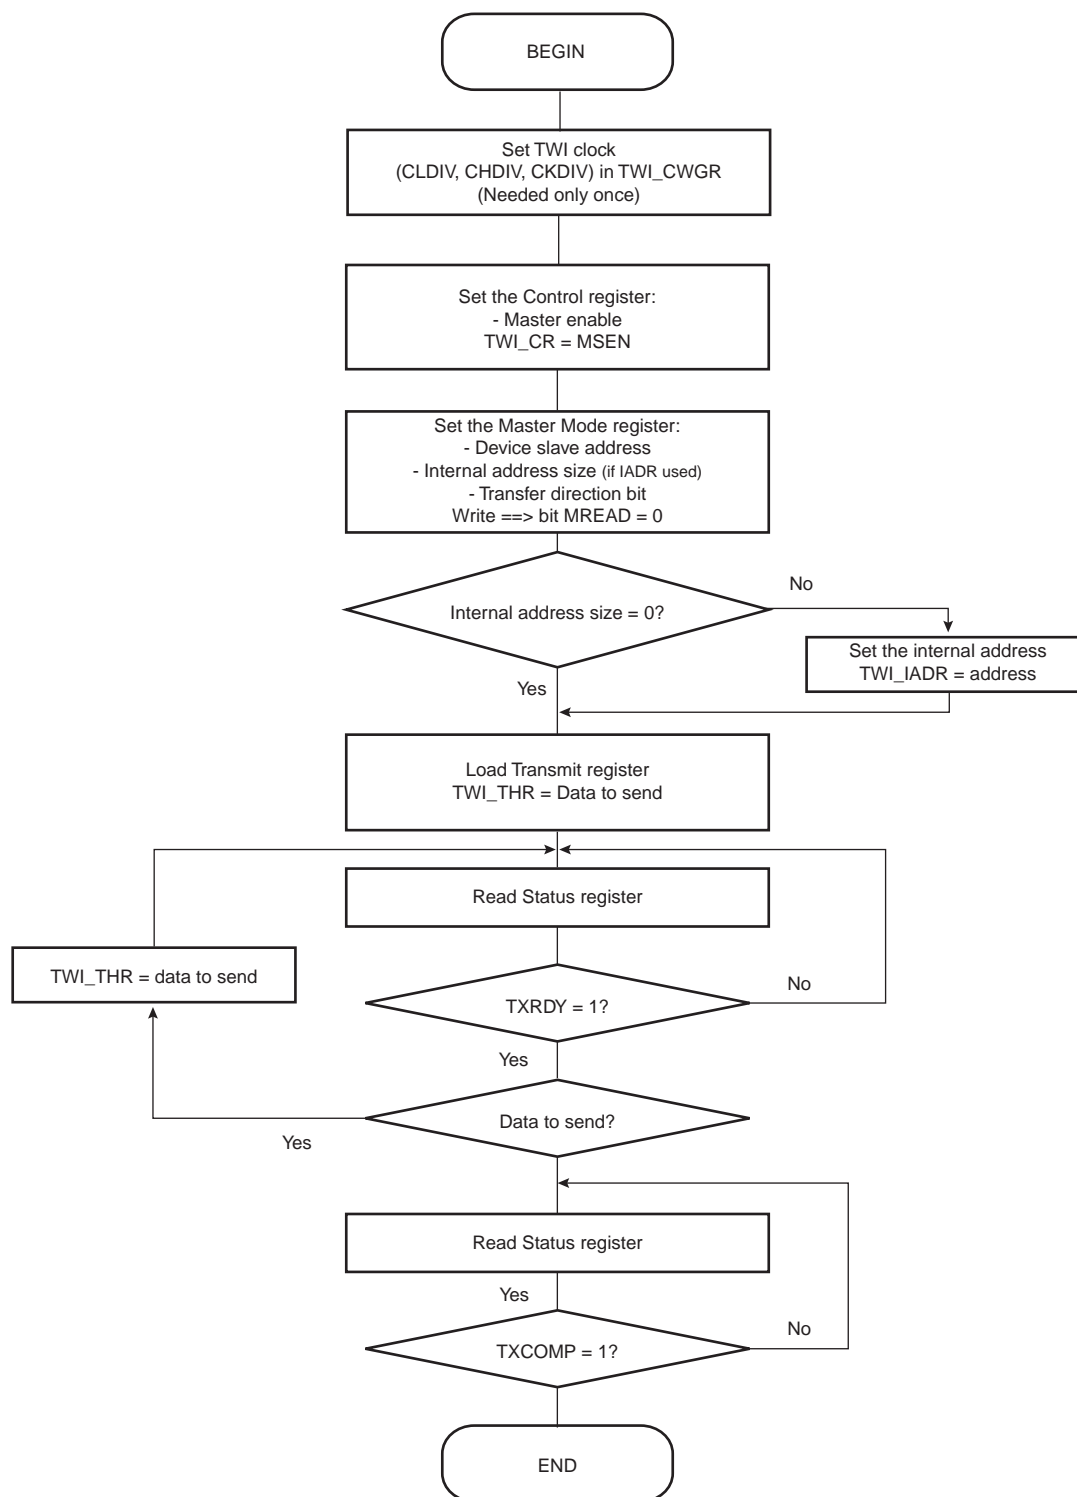 BEGIN
Set TWI clock
(CLDIV, CHDIV, CKDIV) in TWI_CWGR
(Needed only once)
Set the Control register:
- Master enable
TWI_CR = MSEN
Set the Master Mode register:
- Device slave address
- Internal address size (if IADR used)
- Transfer direction bit
Write ==> bit MREAD = 0
No
Internal address size = 0?
Set the internal address
TWI_IADR = address
Yes
Load Transmit register
TWI_THR = Data to send
Read Status register
TWI_THR = data to send
No
TXRDY = 1?
Yes
Data to send?
Yes
Read Status register
Yes
No
TXCOMP = 1?
END